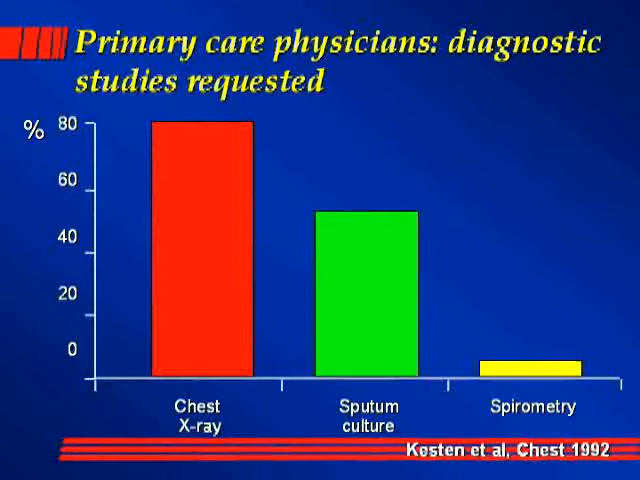 Primary care physicians: diagnostic
studies requested
%
80
60
40
20
0
Chest
X-ray
Sputum
culture
Spirometry
Kesten et al, Chest 1992